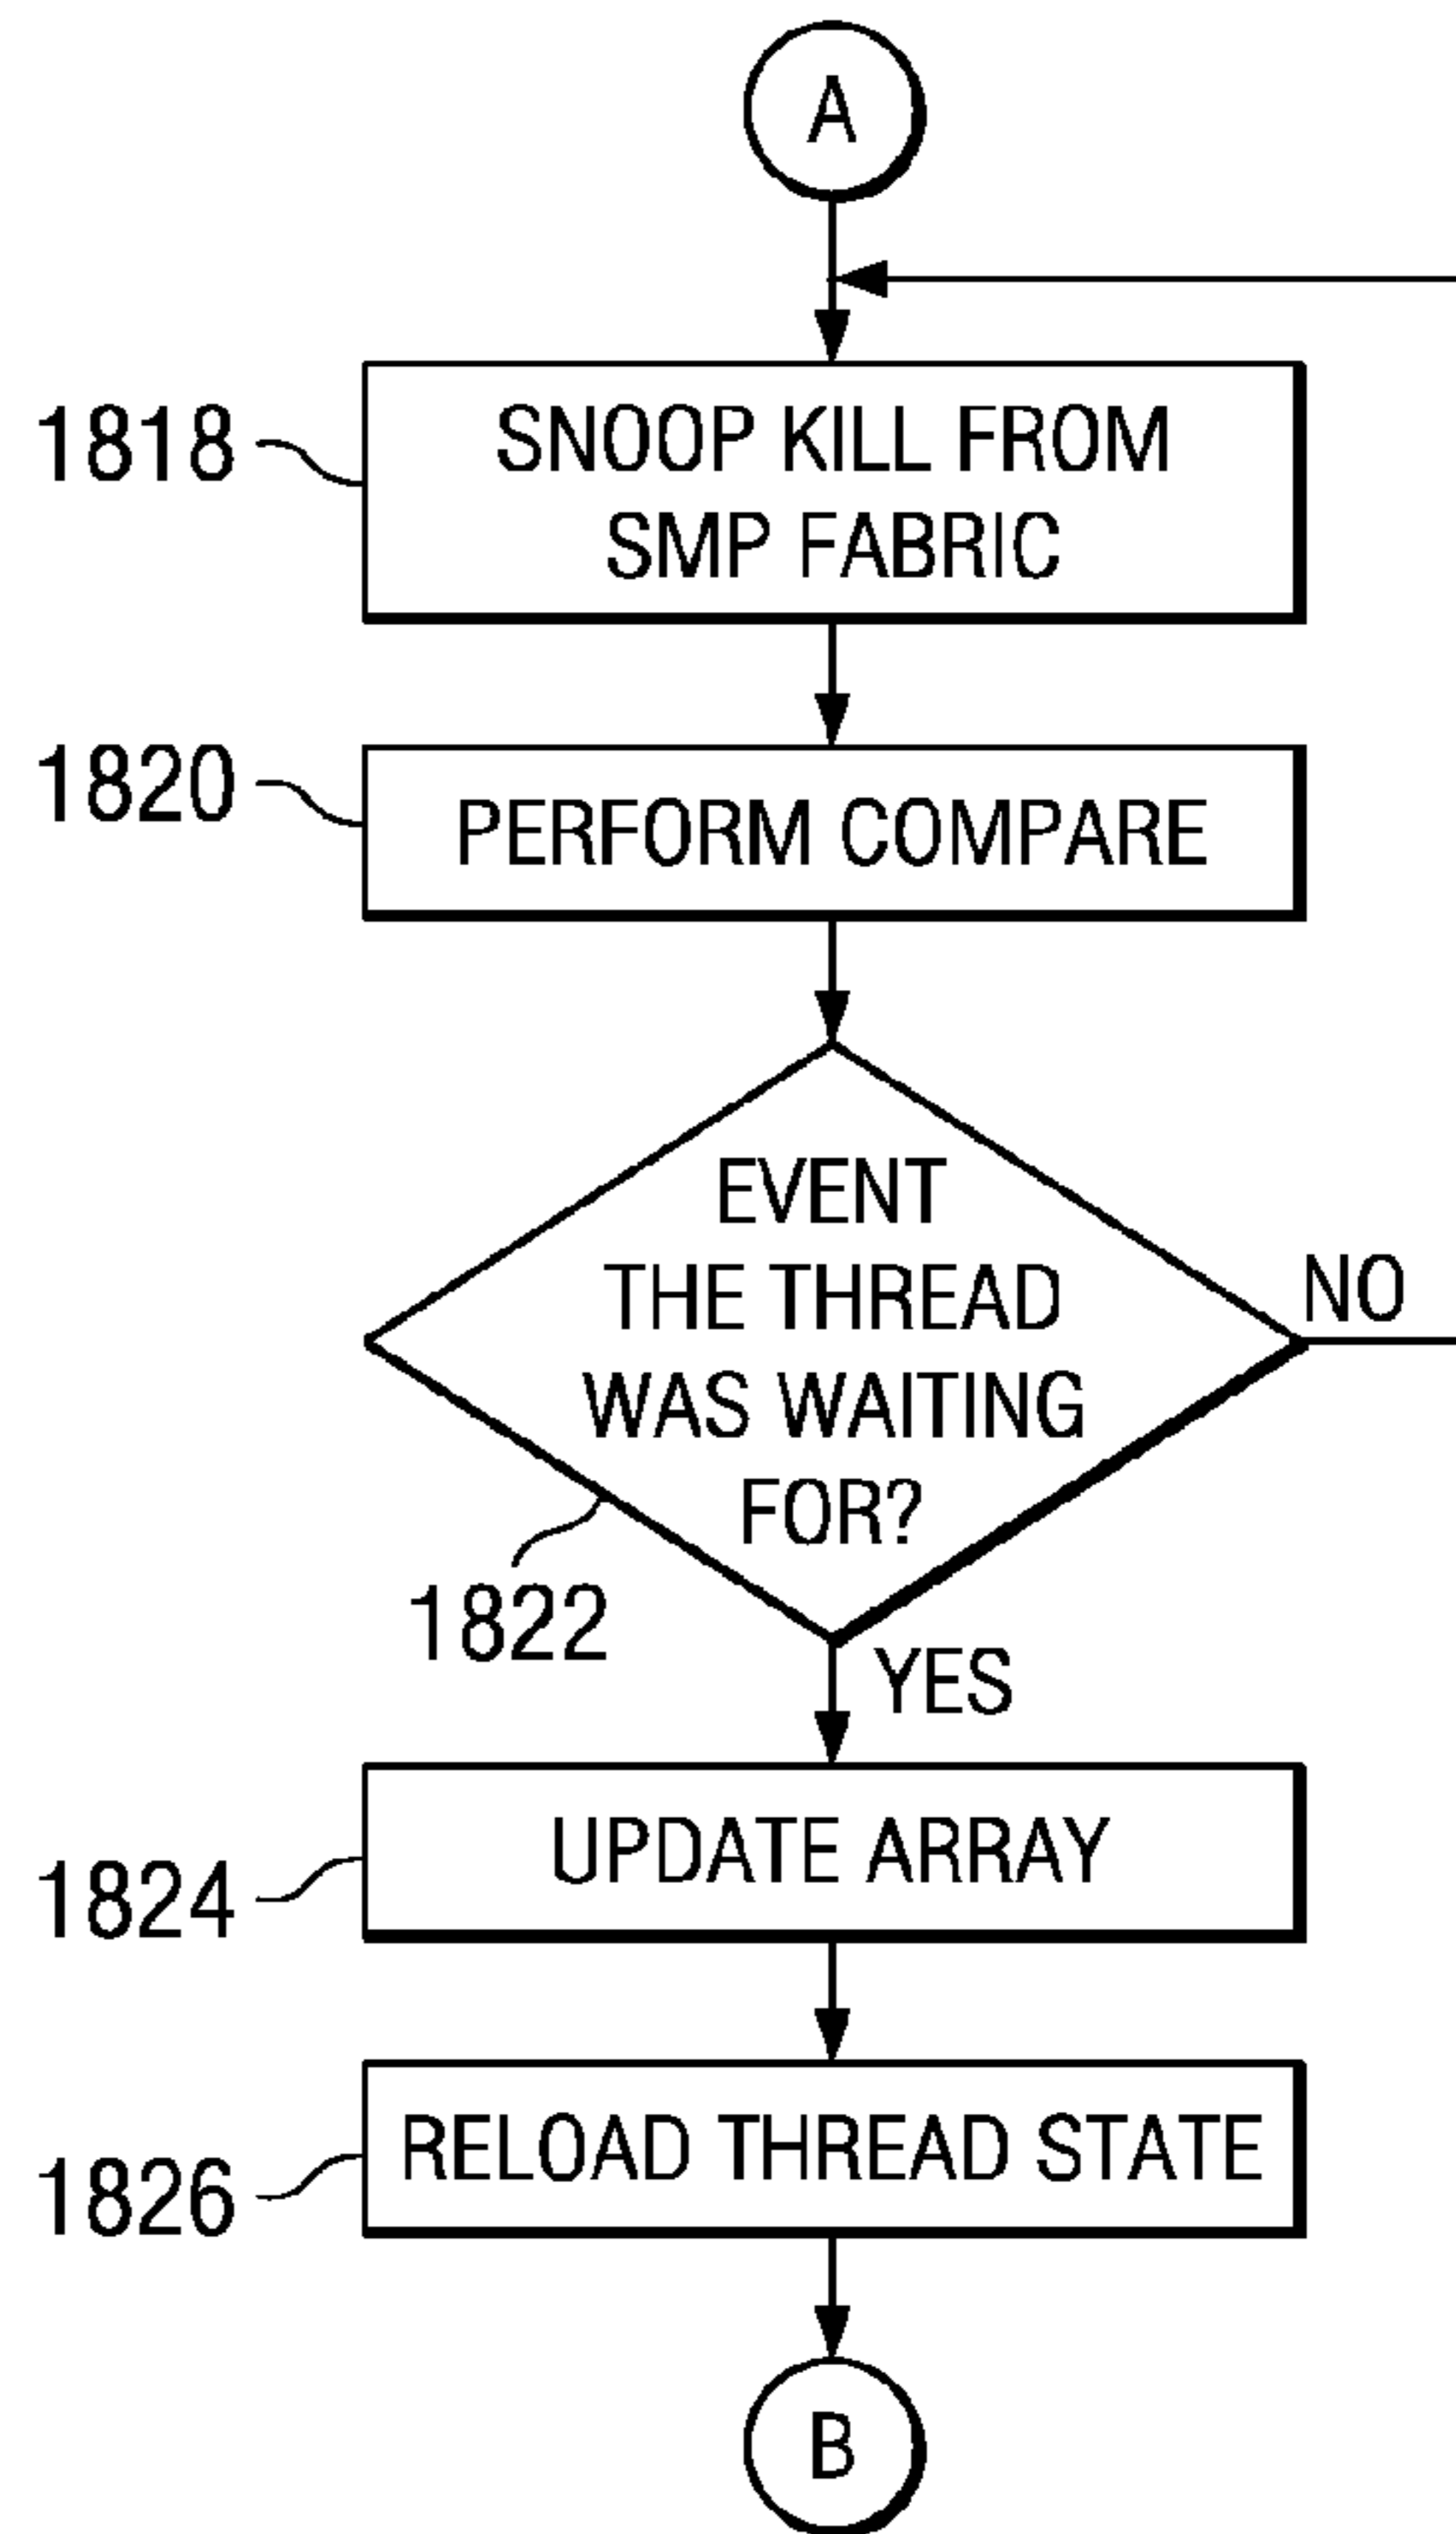 A
1818
SNOOP KILL FROM
SMP FABRIC
1820
PERFORM COMPARE
EVENT
THE THREAD
WAS WAITING
FOR?
NO
1822
YES
1824
UPDATE ARRAY
1826
RELOAD THREAD STATE
B